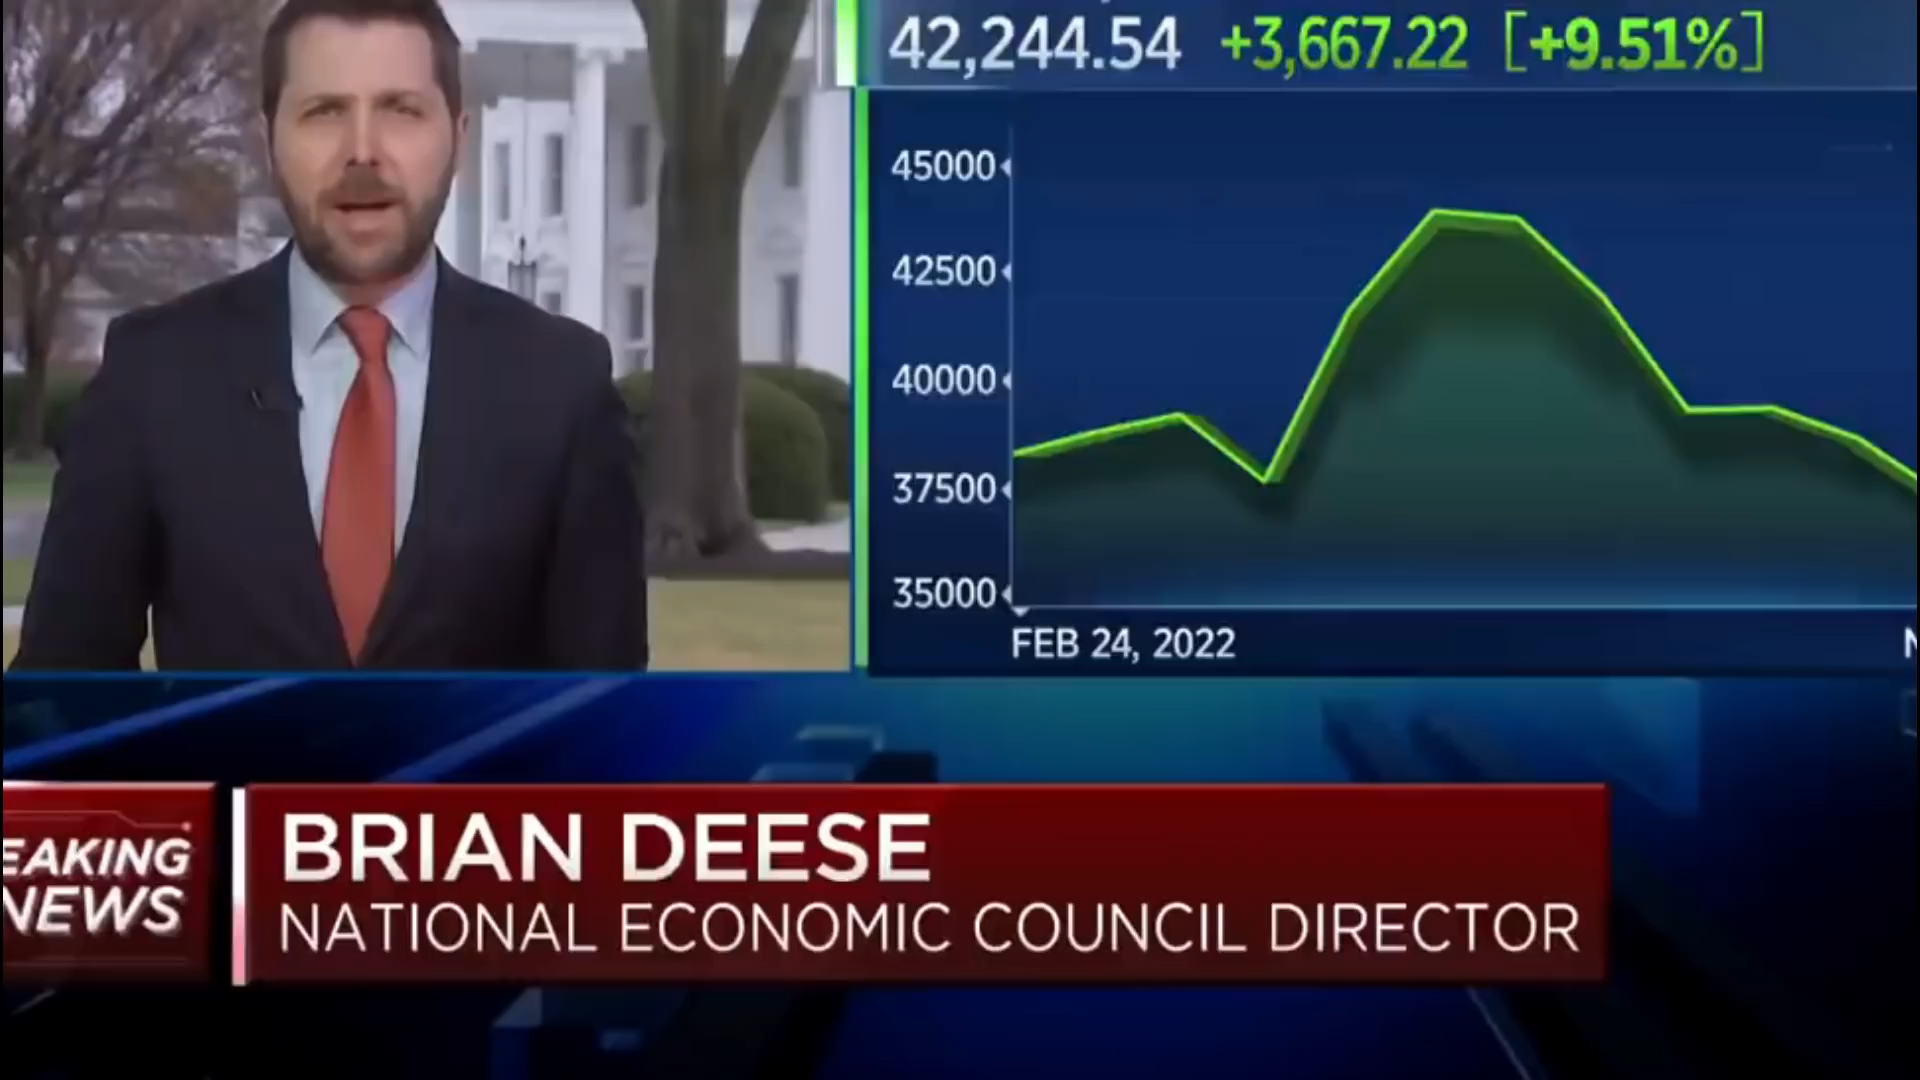 42,244.54 +3,667.22 [+9.51%]
45000
42500
40000
37500
35000
FEB 24, 2022
EAKING
NEWS
BRIAN DEESE
NATIONAL ECONOMIC COUNCIL DIRECTOR